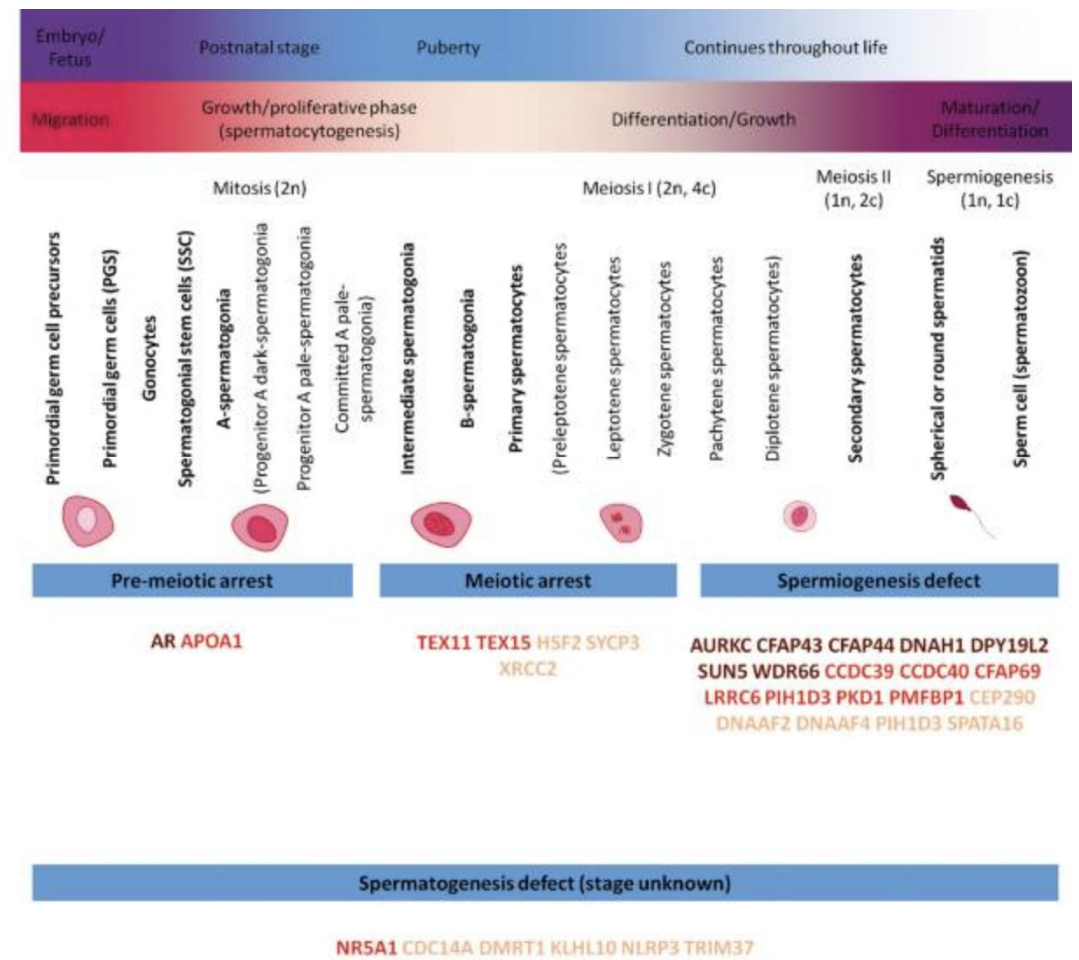 Embryo/
Fetus
Postnatal stage
Puberty
Continues throughout life
Migration
Growth/proliferative phase
(spermatocytogenesis)
Differentiation/Growth
Maturation/
Differentiation
Mitosis (2n)
Meiosis I (2n, 4c)
Meiosis II
(1n, 2c)
Spermiogenesis
(1n, 1c)
Primordial germ cell precursors
Primordial germ cells (PGS)
Gonocytes
Spermatogonial stem cells (SSC)
A-spermatogonia
(Progenitor A dark-spermatogonia
Progenitor A pale-spermatogonia
Committed A pale-
spermatogonia)
Intermediate spermatogonia
B-spermatogonia
Primary spermatocytes
(Preleptotene spermatocytes
Leptotene spermatocytes
Zygotene spermatocytes
Pachytene spermatocytes
Diplotene spermatocytes)
Secondary spermatocytes
Spherical or round spermatids
Sperm cell (spermatozoon)
Pre-meiotic arrest
Meiotic arrest
Spermiogenesis defect
AR APOA1
TEX11 TEX15 HSF2 SYCP3
XRCC2
AURKC CFAP43 CFAP44 DNAH1 DPY19L2
SUN5 WDR66 CCDC39 CCDC40 CFAP69
LRRC6 PIH1D3 PKD1 PMFBP1 CEP290
DNAAF2 DNAAF4 PIH1D3 SPATA16
Spermatogenesis defect (stage unknown)
NR5A1 CDC14A DMRT1 KLHL10 NLRP3 TRIM37